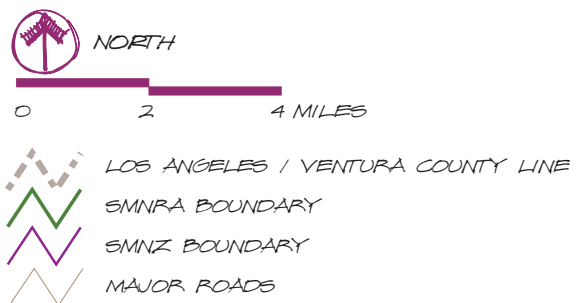 NORTH
0 2 4 MILES
LOS ANGELES / VENTURA COUNTY LINE
SMNRA BOUNDARY
SMNZ BOUNDARY
MAJOR ROADS